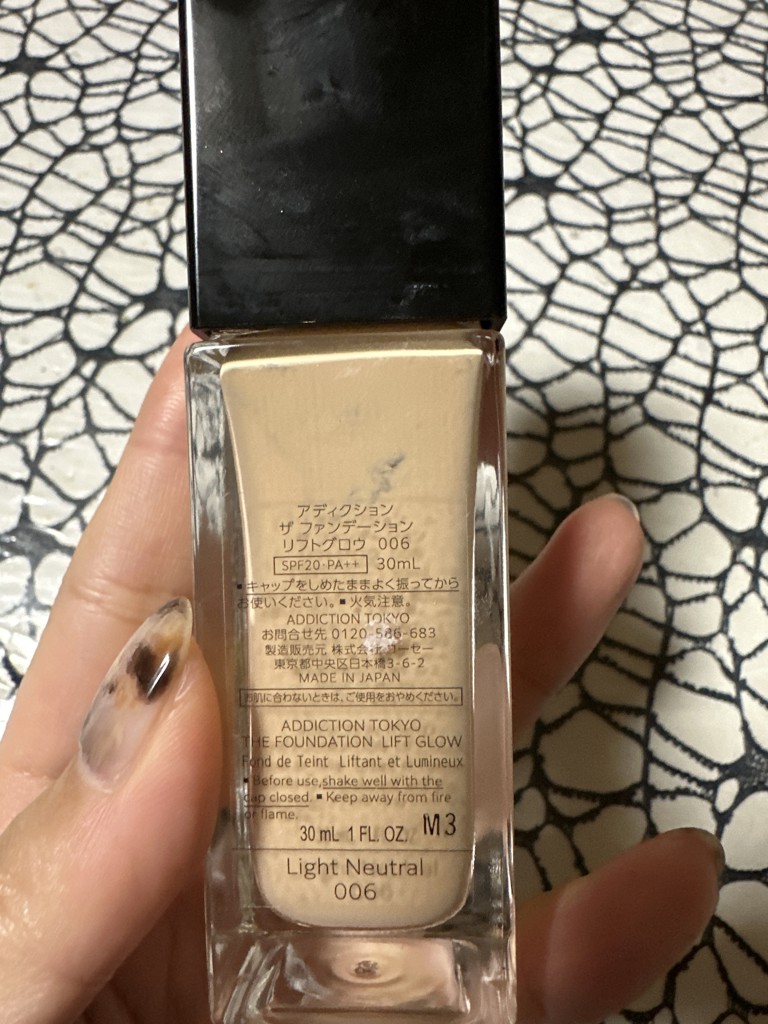 アディクション
ザ ファンデーション
リフトグロウ 006
SPF20·PA++ 30mL
▪キャップをしめたままよく振ってから
お使いください。▪火気注意。
ADDICTION TOKYO
お問合せ先 0120-586-683
製造販売元 株式会社コーセー
東京都中央区日本橋3-6-2
MADE IN JAPAN
お肌に合わないときは、ご使用をおやめください。
ADDICTION TOKYO
THE FOUNDATION LIFT GLOW
Fond de Teint Liftant et Lumineux
▪Before use,shake well with the
cap closed. ▪Keep away from fire
or flame.
30 mL 1 FL. OZ. M3
Light Neutral
006